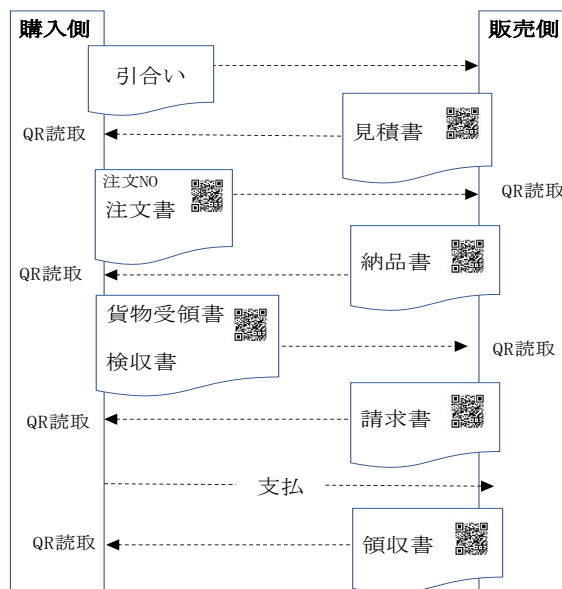 購入側
販売側
引合い
見積書
QR読取
注文NO
注文書
QR読取
納品書
QR読取
貨物受領書
検収書
QR読取
請求書
QR読取
支払
領収書
QR読取